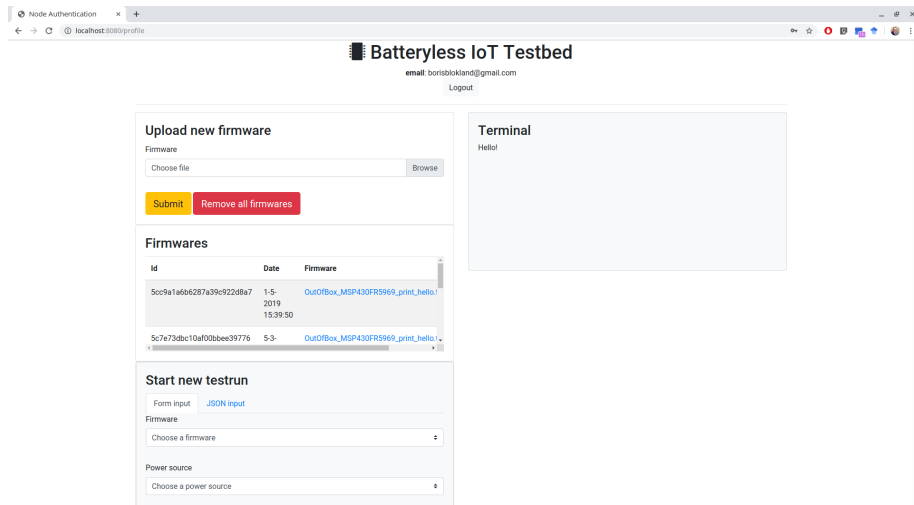 Node Authentication
localhost:8080/profile
Batteryless IoT Testbed
email: borisblokland@gmail.com
Logout
Upload new firmware
Firmware
Choose file
Browse
Submit
Remove all firmwares
Firmwares
Id Date Firmware
5cc9a1a6b6287a39c922d8a7 1-5- OutOfBox_MSP430FR5969_print_hello.
2019
15:39:50
5c7e73dbc10af00bbee39776 5-3- OutOfBox_MSP430FR5969_print_hello.
Start new testrun
Form input JSON input
Firmware
Choose a firmware
Power source
Choose a power source
Terminal
Hello!